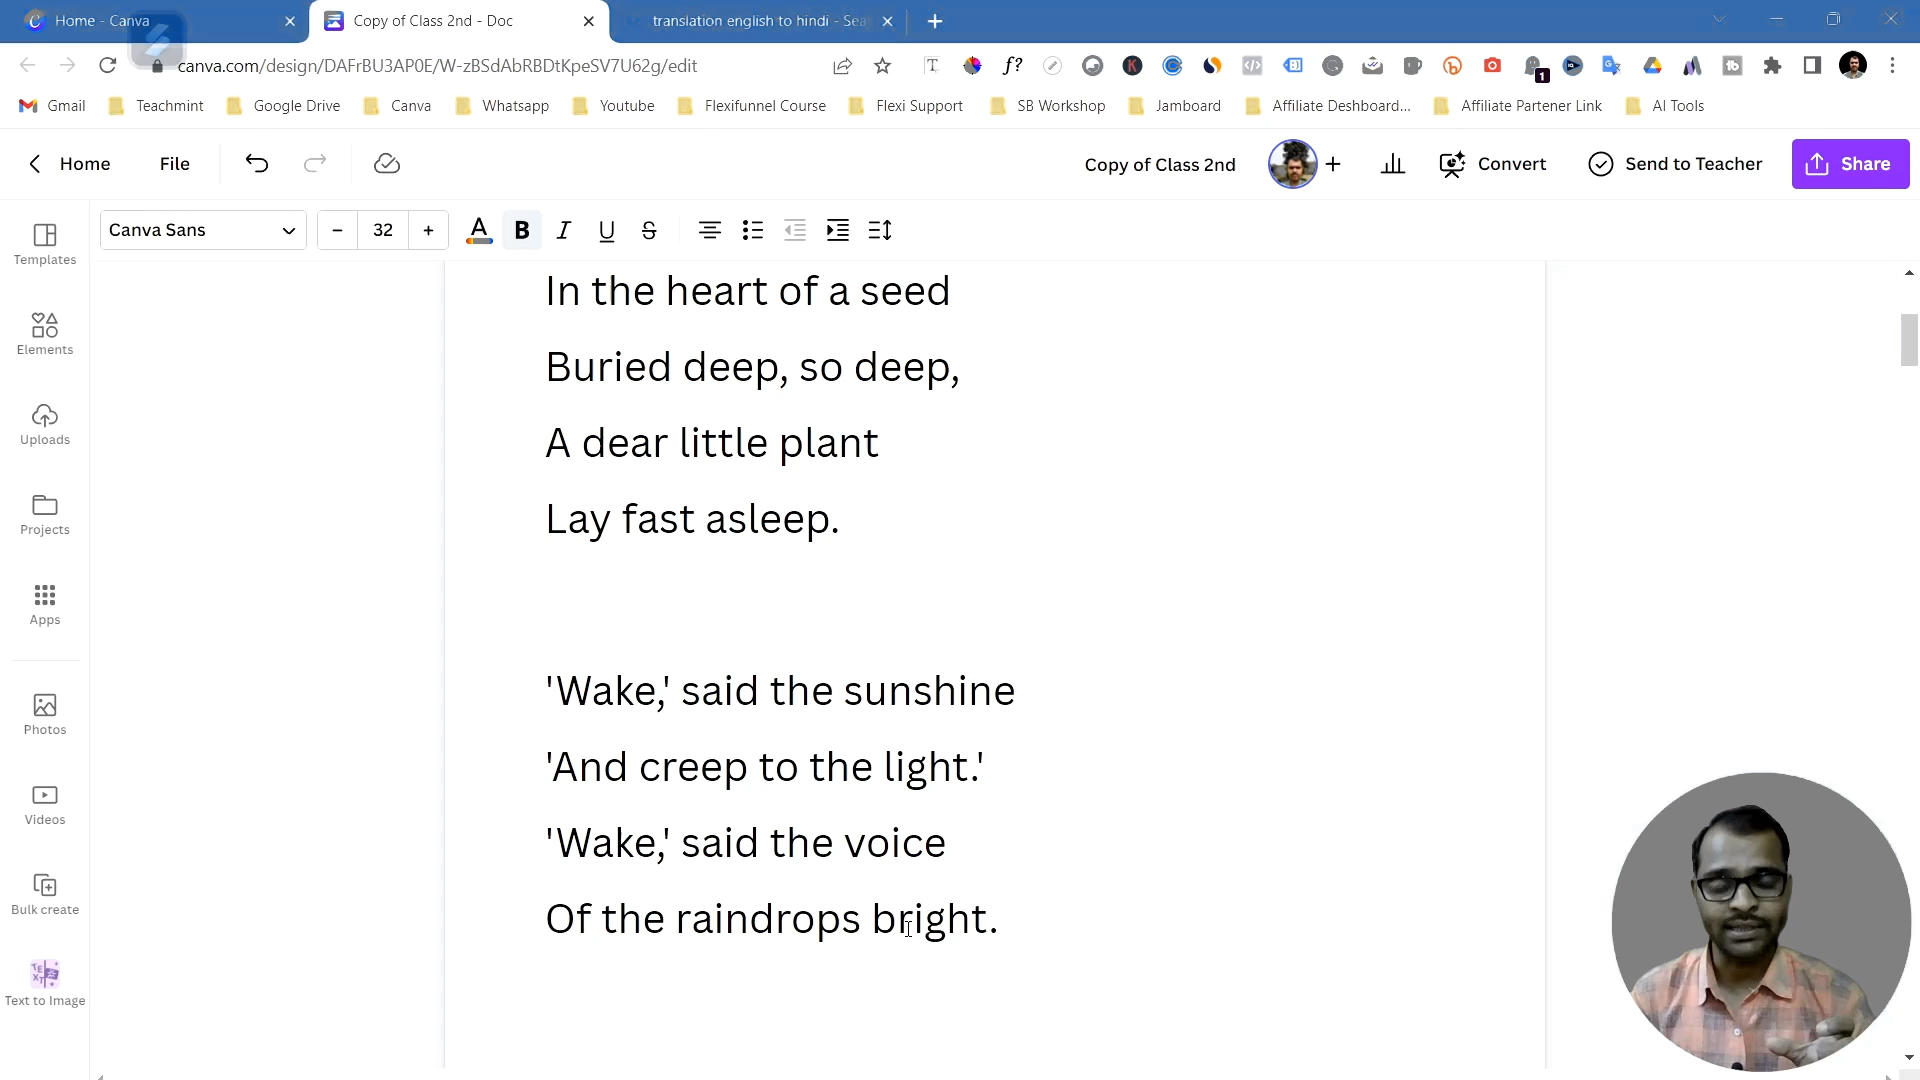 Home - Canva
Copy of Class 2nd - Doc
translation english to hindi - Sea
canva.com/design/DAFrBU3AP0E/W-zBSdAbRBDtKpeSV7U62g/edit
1
Gmail
Teachmint
Google Drive
Canva
Whatsapp
Youtube
Flexifunnel Course
Flexi Support
SB Workshop
Jamboard
Affiliate Deshboard...
Affiliate Partener Link
AI Tools
Home
File
Copy of Class 2nd
Convert
Send to Teacher
Share
Canva Sans
32
Templates
Elements
Uploads
Projects
Apps
Photos
Videos
Bulk create
Text to Image
In the heart of a seed
Buried deep, so deep,
A dear little plant
Lay fast asleep.
'Wake,' said the sunshine
'And creep to the light.'
'Wake,' said the voice
Of the raindrops bright.